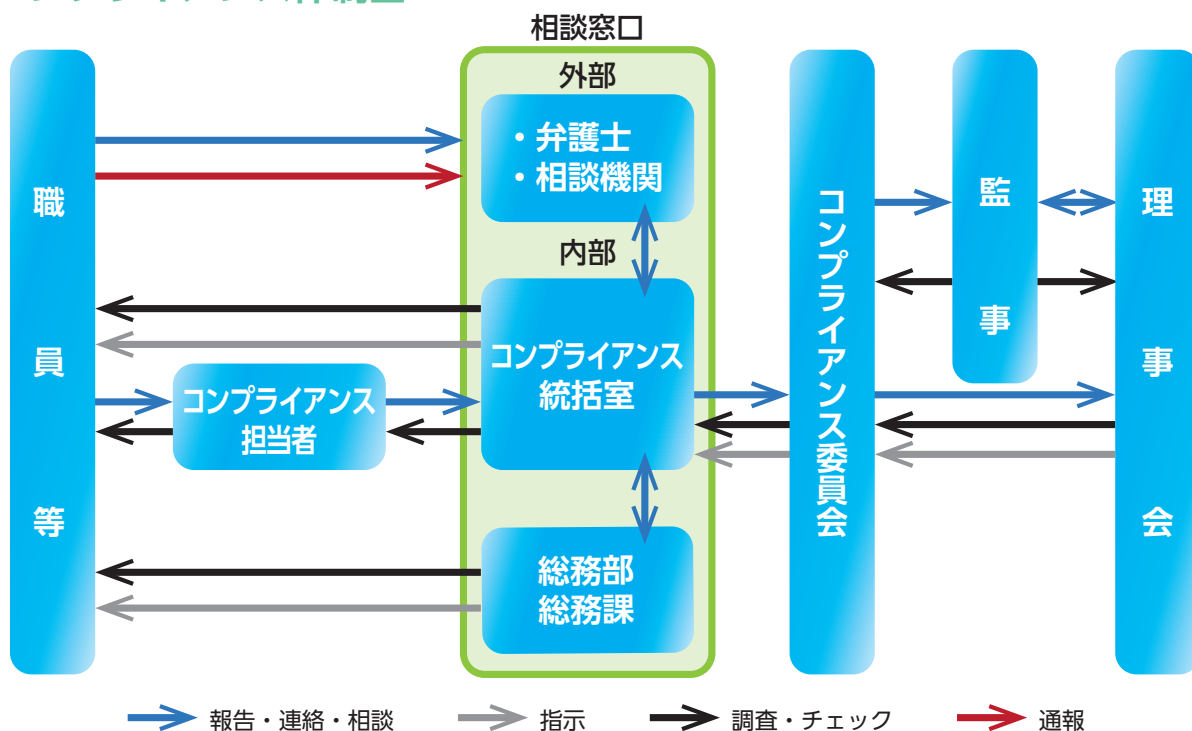 相談窓口
外部
・弁護士
・相談機関
内部
コンプライアンス
統括室
総務部
総務課
職員等
コンプライアンス
担当者
コンプライアンス委員会
監事
理事会
報告・連絡・相談
指示
調査・チェック
通報